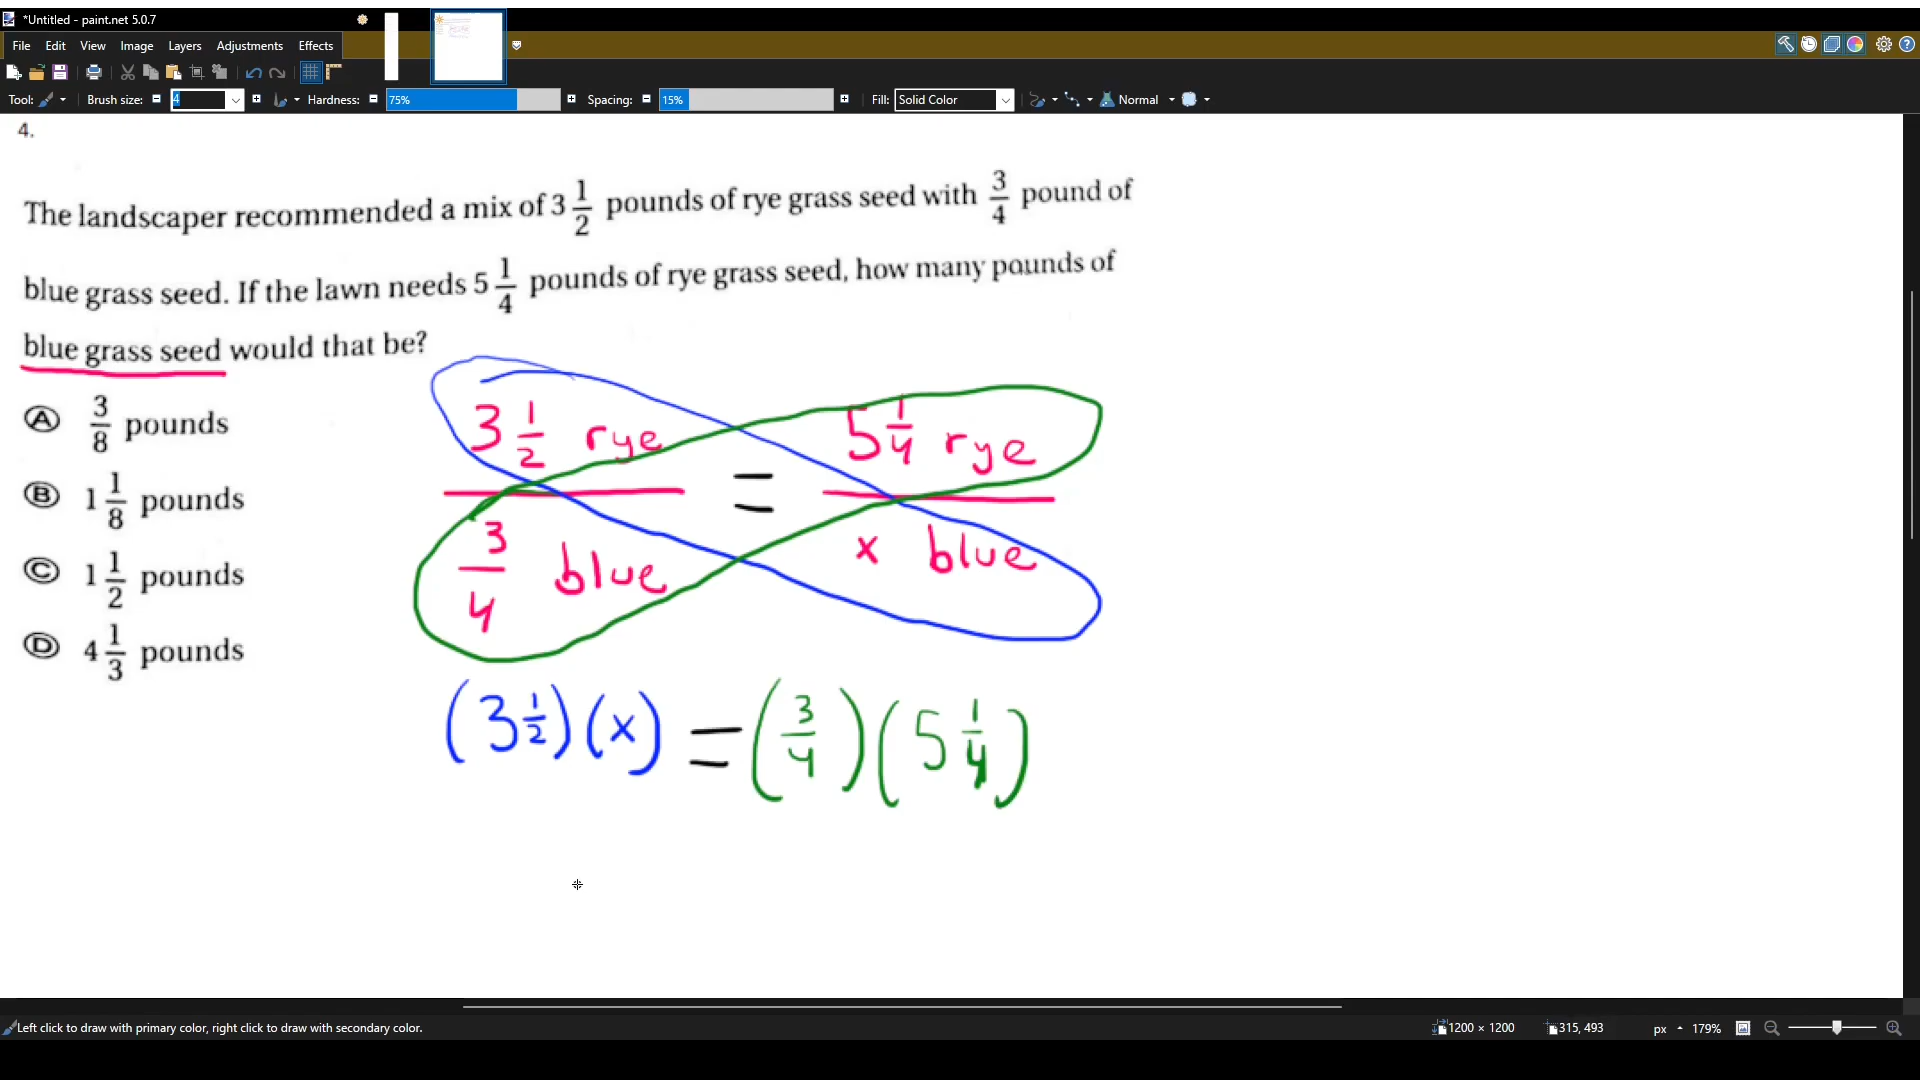 *Untitled - paint.net 5.0.7
File Edit View Image Layers Adjustments Effects
Tool: Brush size: 4 Hardness: 75% Spacing: 15% Fill: Solid Color Normal
4.
The landscaper recommended a mix of 3 1/2 pounds of rye grass seed with 3/4 pound of
blue grass seed. If the lawn needs 5 1/4 pounds of rye grass seed, how many pounds of
blue grass seed would that be?
A 3/8 pounds
B 1 1/8 pounds
C 1 1/2 pounds
D 4 1/3 pounds
3 1/2 rye = 5 1/4 rye
3/4 blue x blue
(3 1/2)(x) = (3/4)(5 1/4)
Left click to draw with primary color, right click to draw with secondary color.
1200 × 1200 315, 493 px 179%